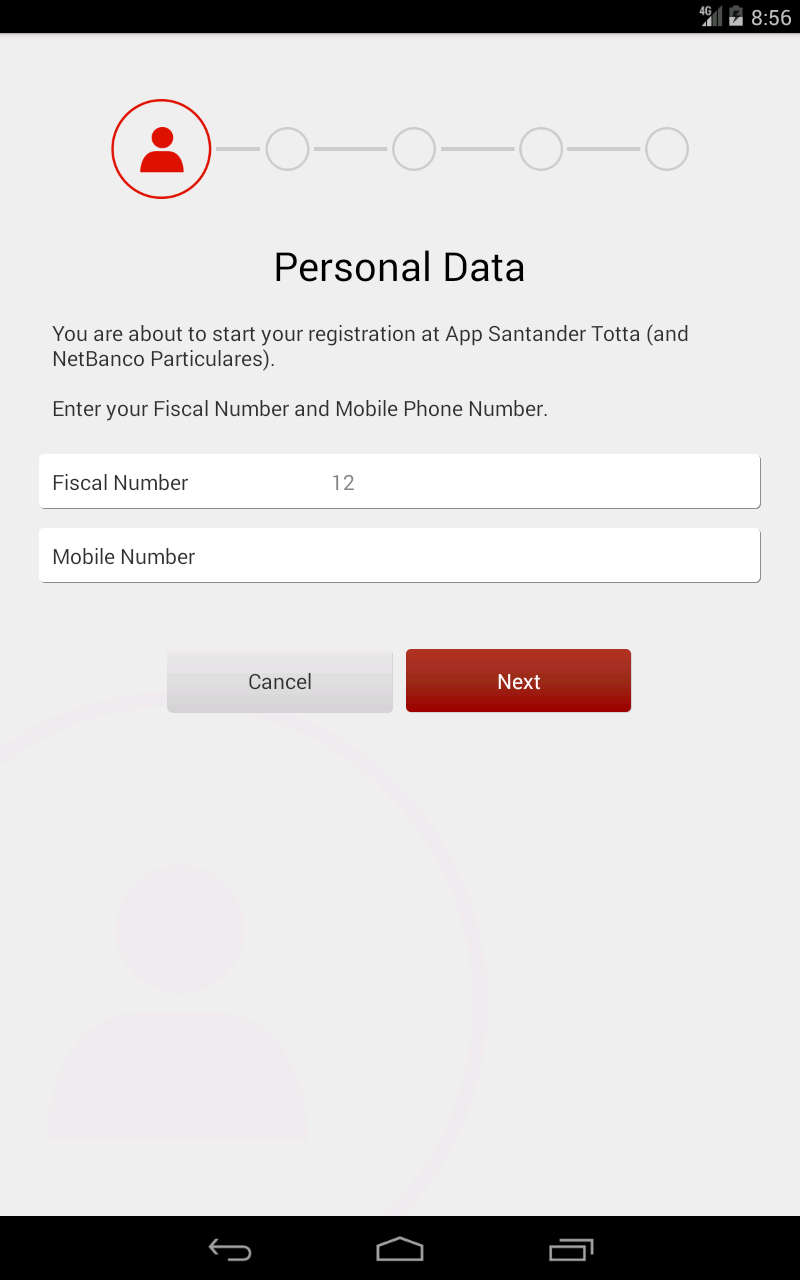 4G 8:56
Personal Data
You are about to start your registration at App Santander Totta (and
NetBanco Particulares).
Enter your Fiscal Number and Mobile Phone Number.
Fiscal Number 12
Mobile Number
Cancel Next